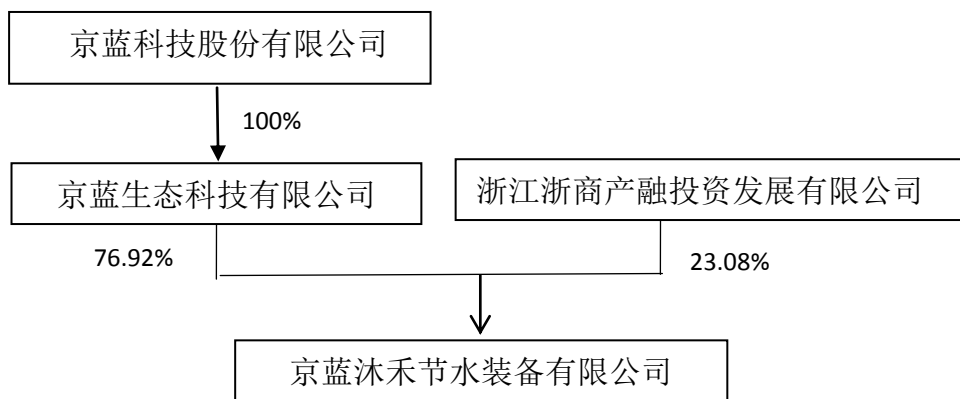 京蓝科技股份有限公司
100%
京蓝生态科技有限公司
浙江浙商产融投资发展有限公司
76.92%
23.08%
京蓝沐禾节水装备有限公司